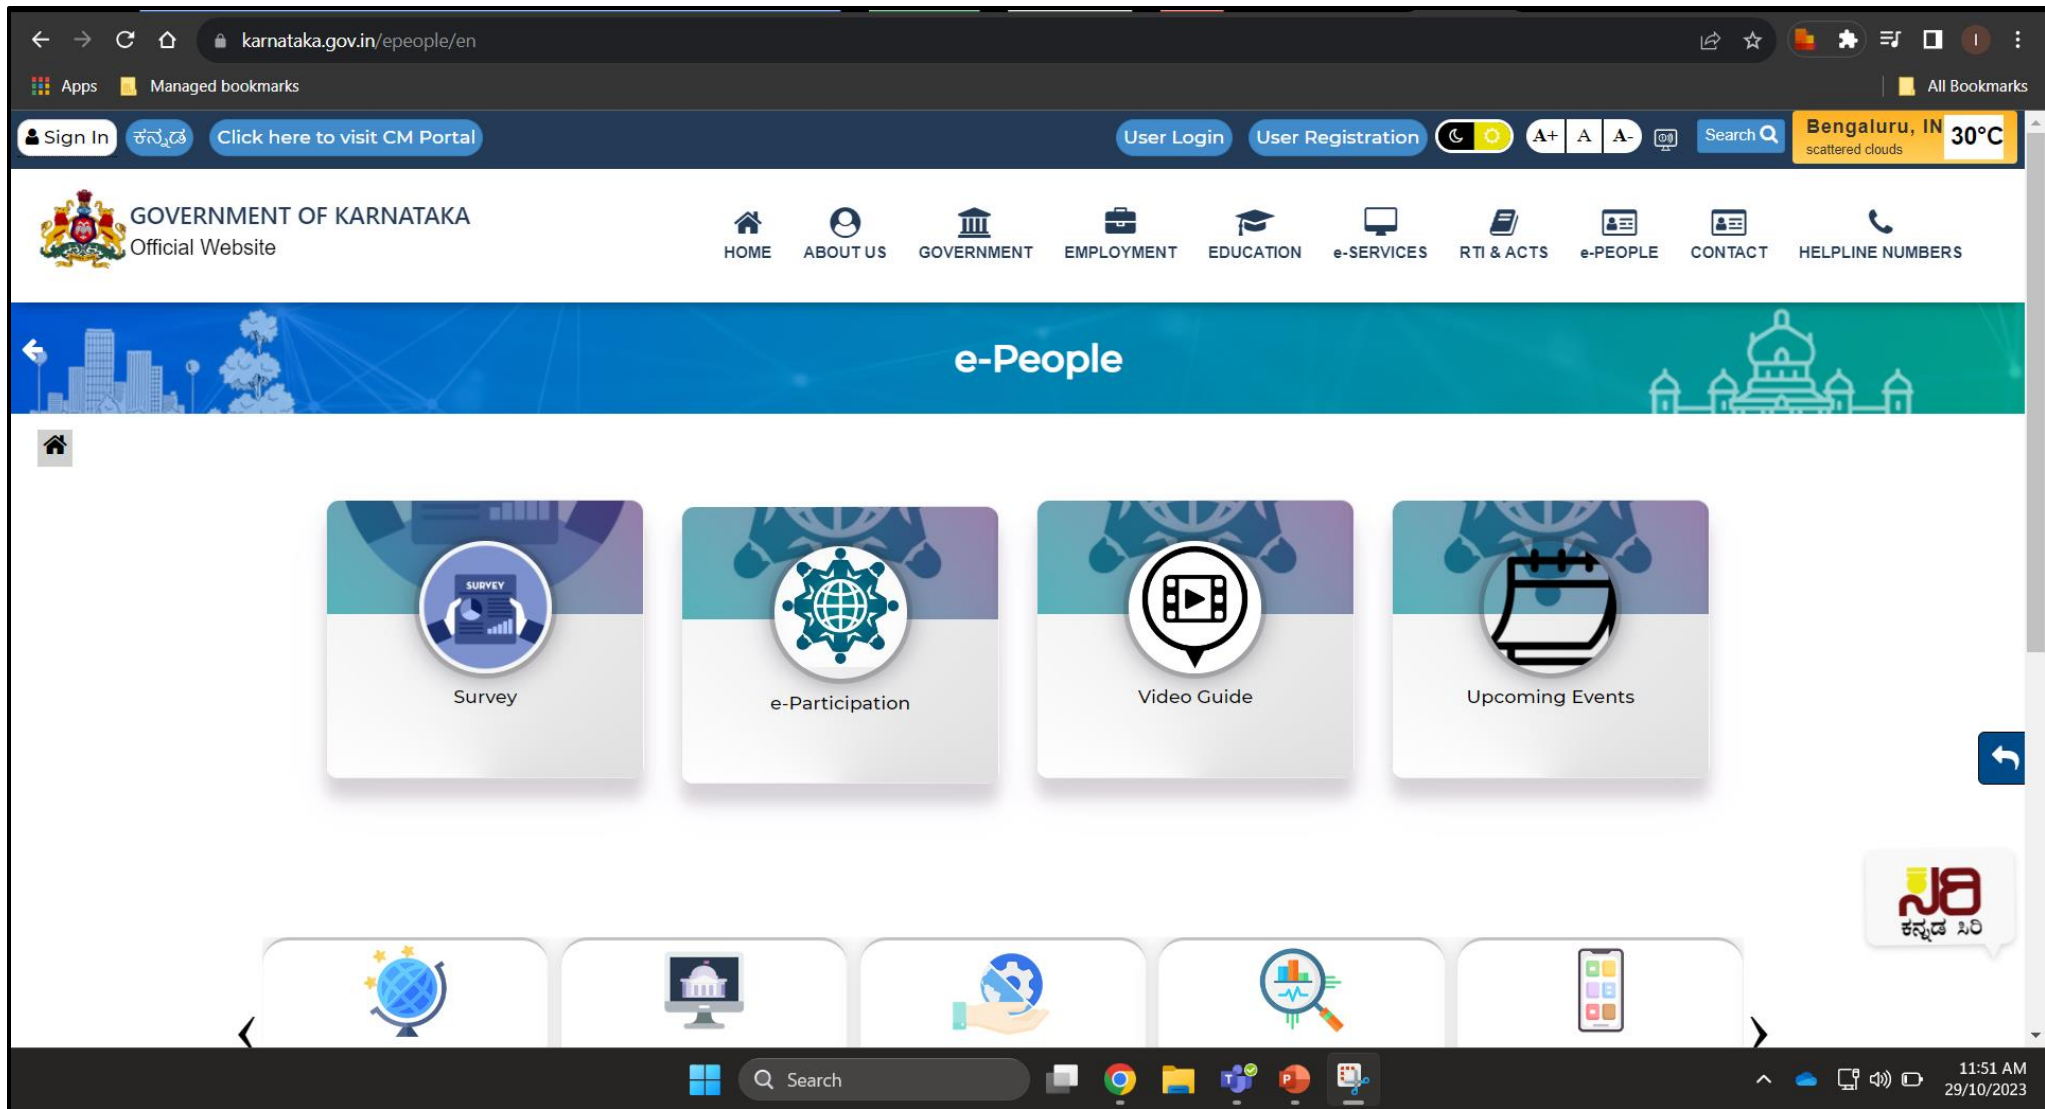 karnataka.gov.in/epeople/en
Apps Managed bookmarks All Bookmarks
Sign In ಕನ್ನಡ Click here to visit CM Portal User Login User Registration A+ A A- Search Bengaluru, IN 30°C
scattered clouds
GOVERNMENT OF KARNATAKA
Official Website
HOME ABOUT US GOVERNMENT EMPLOYMENT EDUCATION e-SERVICES RTI & ACTS e-PEOPLE CONTACT HELPLINE NUMBERS
e-People
SURVEY
Survey e-Participation Video Guide Upcoming Events
ಸಿರಿ
ಕನ್ನಡ ಸಿರಿ
Search
11:51 AM
29/10/2023